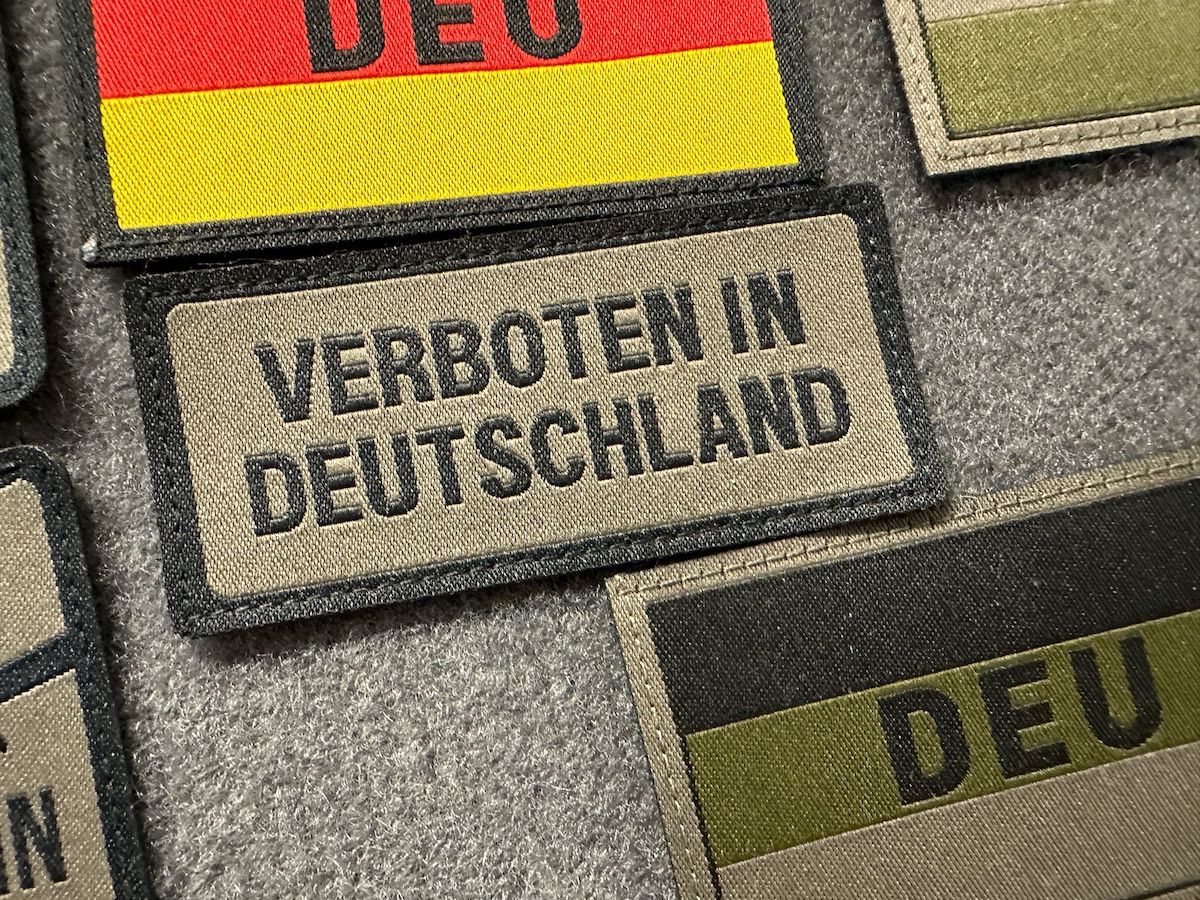 DEU
VERBOTEN IN
DEUTSCHLAND
DEU